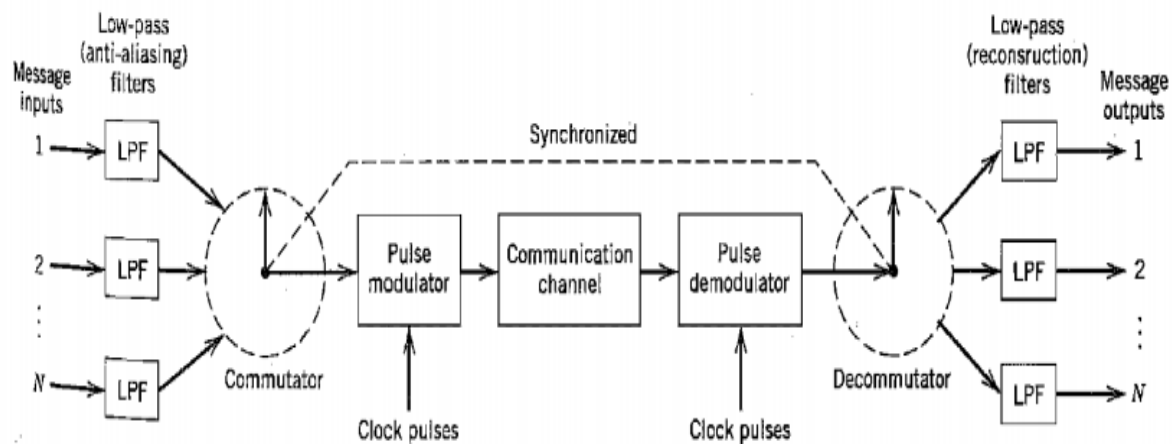 Low-pass
(anti-aliasing)
filters
Message
inputs
1
LPF
2
LPF
N
LPF
Commutator
Synchronized
Pulse
modulator
Clock pulses
Communication
channel
Pulse
demodulator
Clock pulses
Decommutator
Low-pass
(reconsruction)
filters
Message
outputs
LPF
1
LPF
2
LPF
N